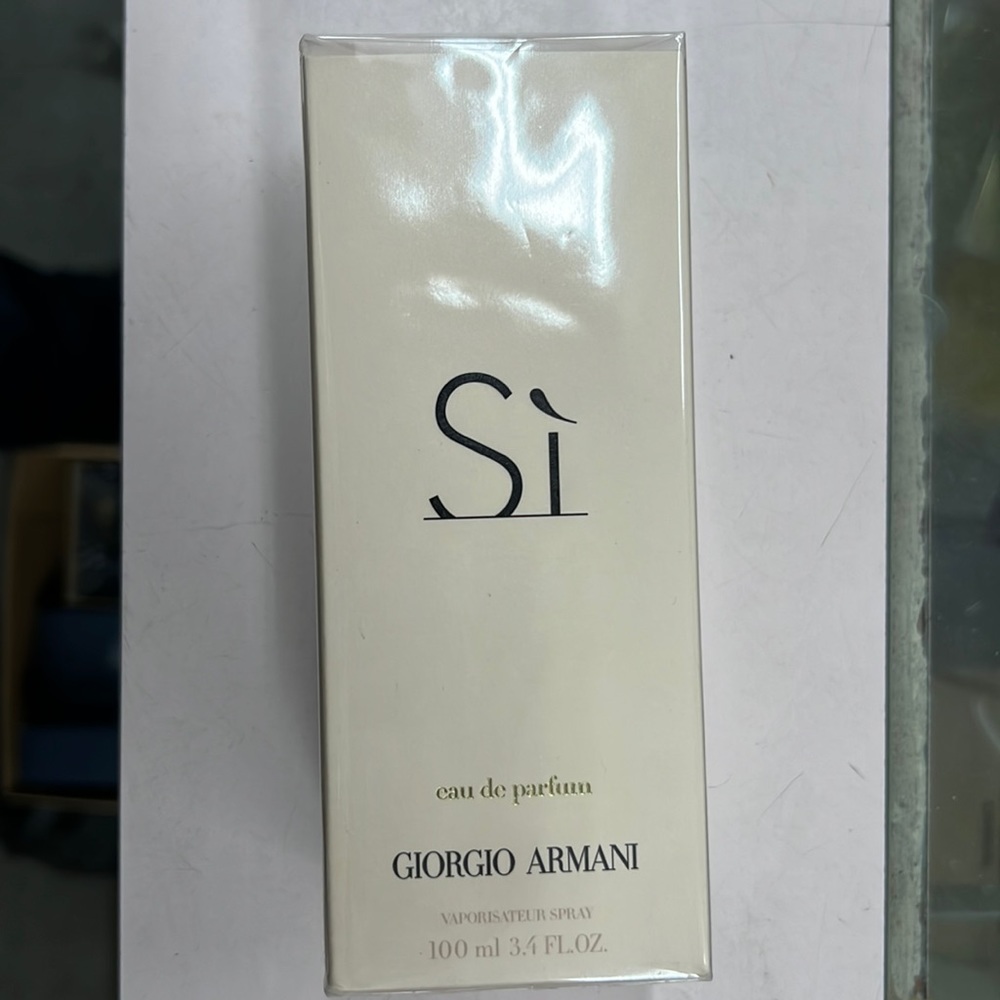 Sì
eau de parfum
GIORGIO ARMANI
VAPORISATEUR SPRAY
100 ml 3.4 FL.OZ.